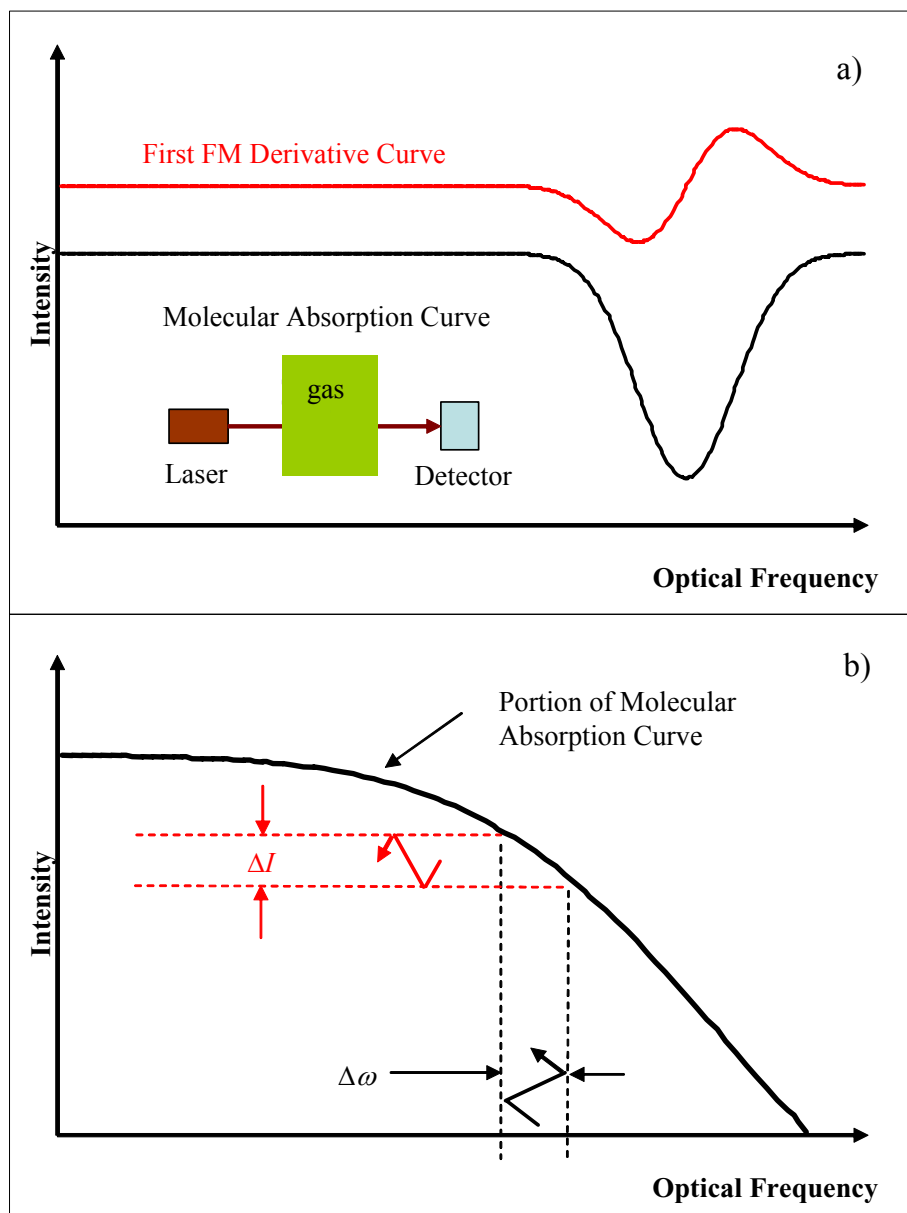 a)
First FM Derivative Curve
Intensity
Molecular Absorption Curve
gas
Laser
Detector
Optical Frequency
b)
Portion of Molecular
Absorption Curve
ΔI
Intensity
Δω
Optical Frequency